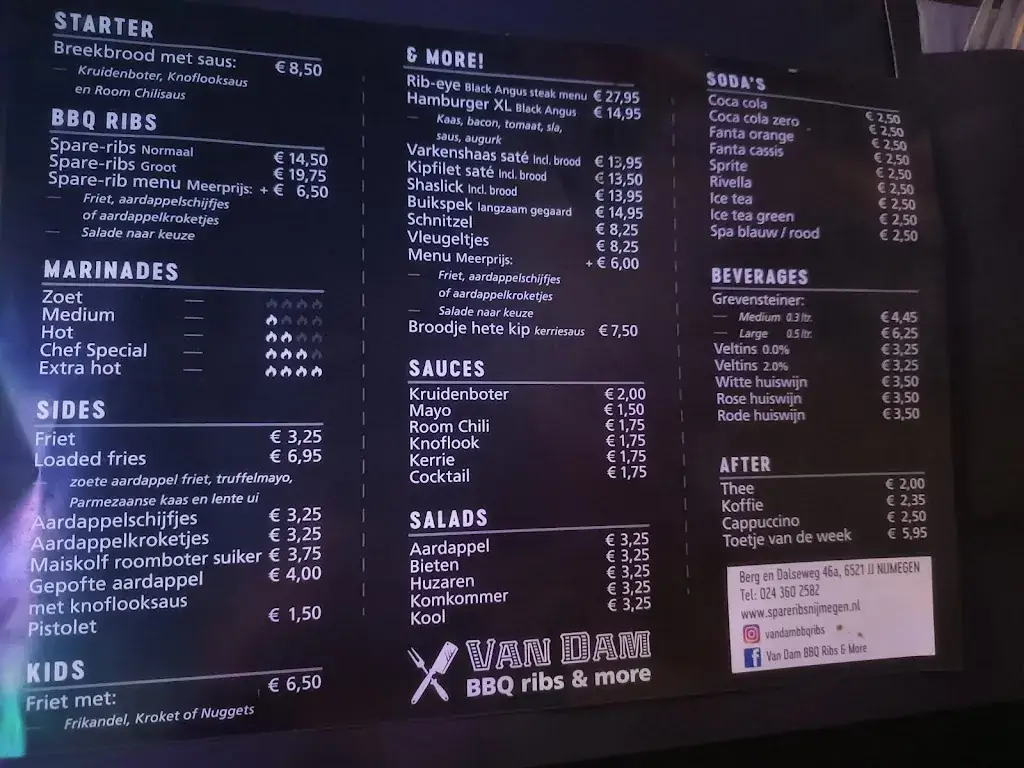 STARTER
Breekbrood met saus: € 8,50
— Kruidenboter, Knoflooksaus
en Room Chilisaus
BBQ RIBS
Spare-ribs Normaal € 14,50
Spare-ribs Groot € 19,75
Spare-rib menu Meerprijs: + € 6,50
— Friet, aardappelschijfjes
of aardappelkroketjes
— Salade naar keuze
MARINADES
Zoet —
Medium —
Hot —
Chef Special —
Extra hot —
SIDES
Friet € 3,25
Loaded fries € 6,95
— zoete aardappel friet, truffelmayo,
Parmezaanse kaas en lente ui
Aardappelschijfjes € 3,25
Aardappelkroketjes € 3,25
Maiskolf roomboter suiker € 3,75
Gepofte aardappel € 4,00
met knoflooksaus
Pistolet € 1,50
KIDS
Friet met: € 6,50
— Frikandel, Kroket of Nuggets
& MORE!
Rib-eye Black Angus steak menu € 27,95
Hamburger XL Black Angus € 14,95
— Kaas, bacon, tomaat, sla,
saus, augurk
Varkenshaas saté Incl. brood € 13,95
Kipfilet saté Incl. brood € 13,50
Shaslick Incl. brood € 13,95
Buikspek langzaam gegaard € 14,95
Schnitzel € 8,25
Vleugeltjes € 8,25
Menu Meerprijs: + € 6,00
— Friet, aardappelschijfjes
of aardappelkroketjes
— Salade naar keuze
Broodje hete kip kerriesaus € 7,50
SAUCES
Kruidenboter € 2,00
Mayo € 1,50
Room Chili € 1,75
Knoflook € 1,75
Kerrie € 1,75
Cocktail € 1,75
SALADS
Aardappel € 3,25
Bieten € 3,25
Huzaren € 3,25
Komkommer € 3,25
Kool € 3,25
VAN DAM
BBQ ribs & more
SODA'S
Coca cola € 2,50
Coca cola zero € 2,50
Fanta orange € 2,50
Fanta cassis € 2,50
Sprite € 2,50
Rivella € 2,50
Ice tea € 2,50
Ice tea green € 2,50
Spa blauw / rood € 2,50
BEVERAGES
Grevensteiner:
— Medium 0.3 ltr. € 4,45
— Large 0.5 ltr. € 6,25
Veltins 0.0% € 3,25
Veltins 2.0% € 3,25
Witte huiswijn € 3,50
Rose huiswijn € 3,50
Rode huiswijn € 3,50
AFTER
Thee € 2,00
Koffie € 2,35
Cappuccino € 2,50
Toetje van de week € 5,95
Berg en Dalseweg 46a, 6521 JJ NIJMEGEN
Tel: 024 360 2582
www.spareribsnijmegen.nl
vandambbqribs
Van Dam BBQ Ribs & More